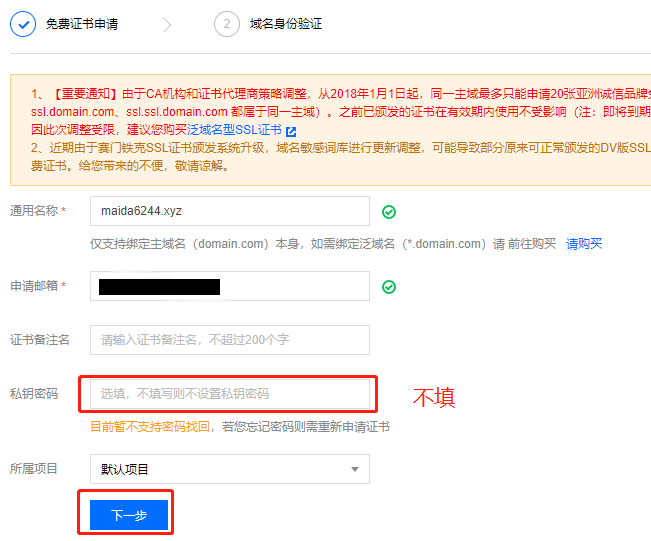 免费证书申请
2 域名身份验证
1、【重要通知】由于CA机构和证书代理商策略调整，从2018年1月1日起，同一主域最多只能申请20张亚洲诚信品牌免
ssl.domain.com、ssl.ssl.domain.com 都属于同一主域）。之前已颁发的证书在有效期内使用不受影响（注：即将到期
因此次调整受限，建议您购买泛域名型SSL证书
2、近期由于赛门铁克SSL证书颁发系统升级，域名敏感词库进行更新调整，可能导致部分原来可正常颁发的DV版SSL
费证书。给您带来的不便，敬请谅解。
通用名称 * maida6244.xyz
仅支持绑定主域名（domain.com）本身，如需绑定泛域名（*.domain.com）请 前往购买 请购买
申请邮箱 *
证书备注名 请输入证书备注名，不超过200个字
私钥密码 选填，不填写则不设置私钥密码 不填
目前暂不支持密码找回，若您忘记密码则需重新申请证书
所属项目 默认项目
下一步